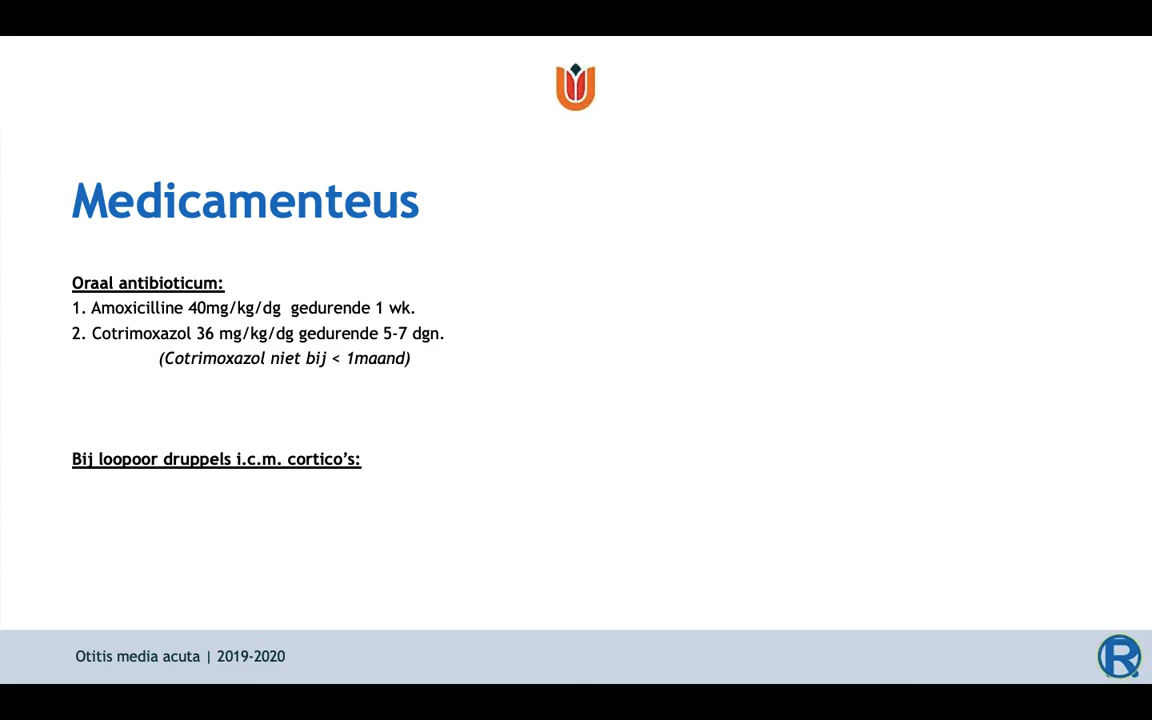 Medicamenteus
Oraal antibioticum:
1. Amoxicilline 40mg/kg/dg  gedurende 1 wk.
2. Cotrimoxazol 36 mg/kg/dg gedurende 5-7 dgn.
(Cotrimoxazol niet bij < 1maand)
Bij loopoor druppels i.c.m. cortico’s:
Otitis media acuta | 2019-2020
R